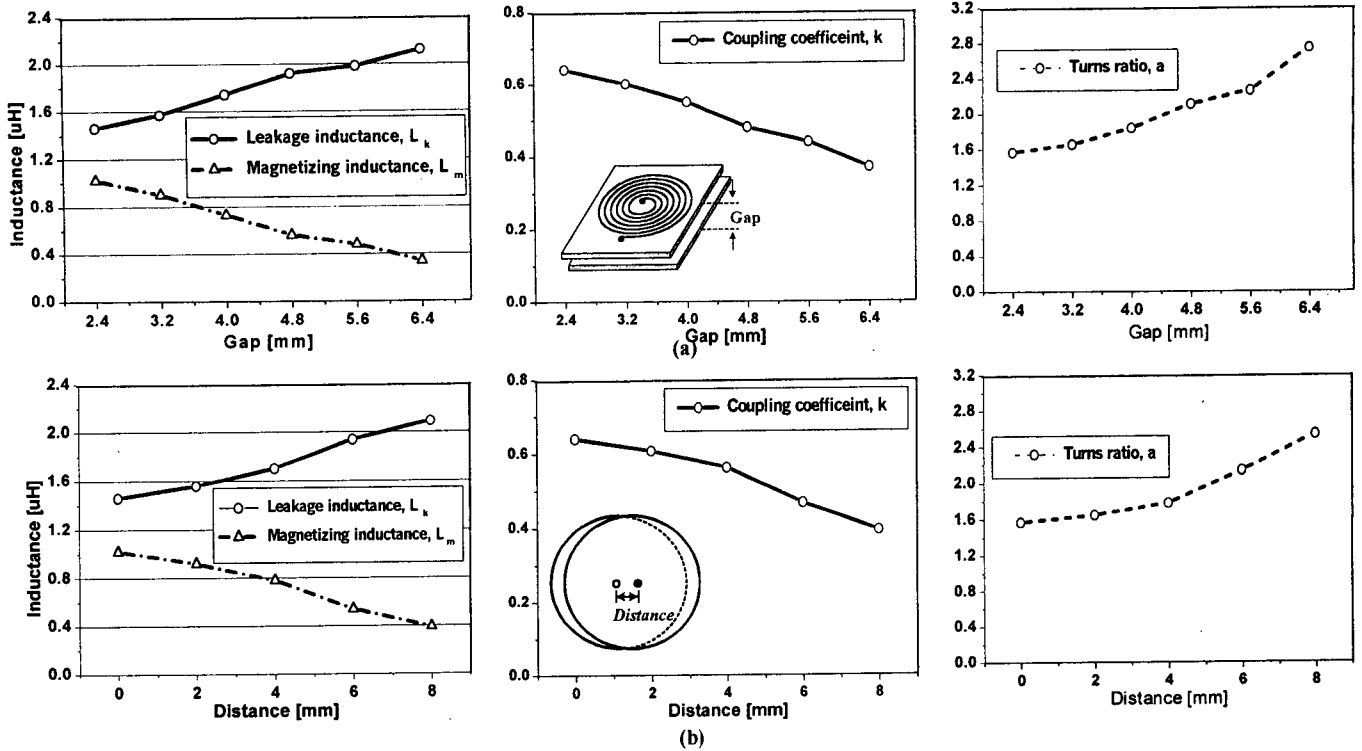 2.4
2.0
1.6
1.2
0.8
0.4
0.0
Inductance [uH]
Leakage inductance, L k
Magnetizing inductance, L m
2.4 3.2 4.0 4.8 5.6 6.4
Gap [mm]
0.8
0.6
0.4
0.2
0.0
Coupling coefficeint, k
Gap
2.4 3.2 4.0 4.8 5.6 6.4
Gap [mm]
3.2
2.8
2.4
2.0
1.6
1.2
0.8
0.4
0.0
Turns ratio, a
2.4 3.2 4.0 4.8 5.6 6.4
Gap [mm]
(a)
2.4
2.0
1.6
1.2
0.8
0.4
0.0
Inductance [uH]
Leakage inductance, L k
Magnetizing inductance, L m
0 2 4 6 8
Distance [mm]
0.8
0.6
0.4
0.2
0.0
Coupling coefficeint, k
Distance
0 2 4 6 8
Distance [mm]
3.2
2.8
2.4
2.0
1.6
1.2
0.8
0.4
0.0
Turns ratio, a
0 2 4 6 8
Distance [mm]
(b)